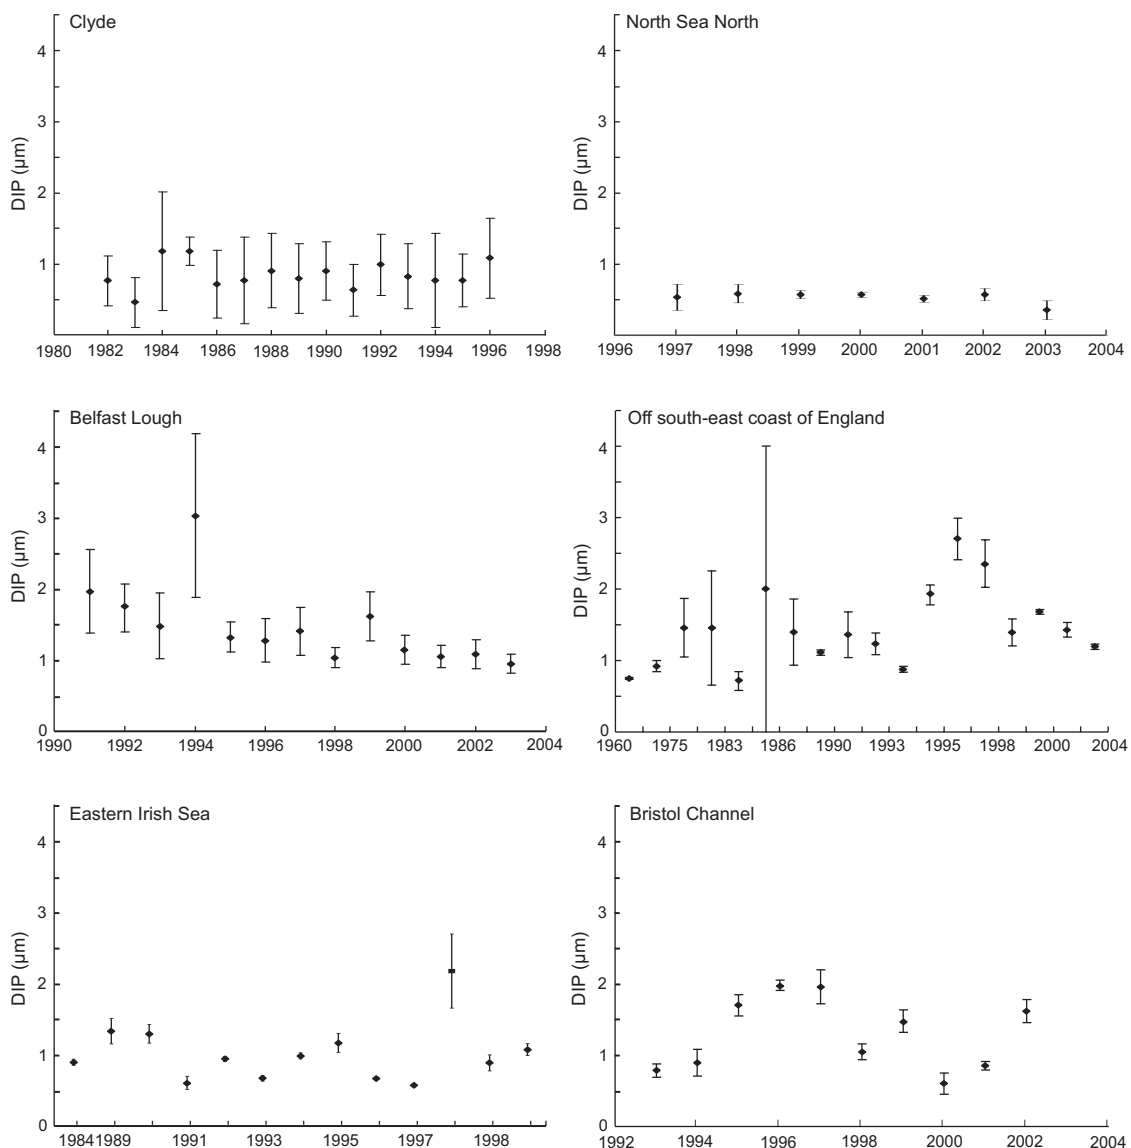 Clyde
4
3
2
1
DIP (µm)
1980 1982 1984 1986 1988 1990 1992 1994 1996 1998
North Sea North
4
3
2
1
DIP (µm)
1996 1997 1998 1999 2000 2001 2002 2003 2004
Belfast Lough
4
3
2
1
0
DIP (µm)
1990 1992 1994 1996 1998 2000 2002 2004
Off south-east coast of England
4
3
2
1
0
DIP (µm)
1960 1975 1983 1986 1990 1993 1995 1998 2000 2004
Eastern Irish Sea
4
3
2
1
0
DIP (µm)
1984 1989 1991 1993 1995 1997 1998
Bristol Channel
4
3
2
1
0
DIP (µm)
1992 1994 1996 1998 2000 2002 2004